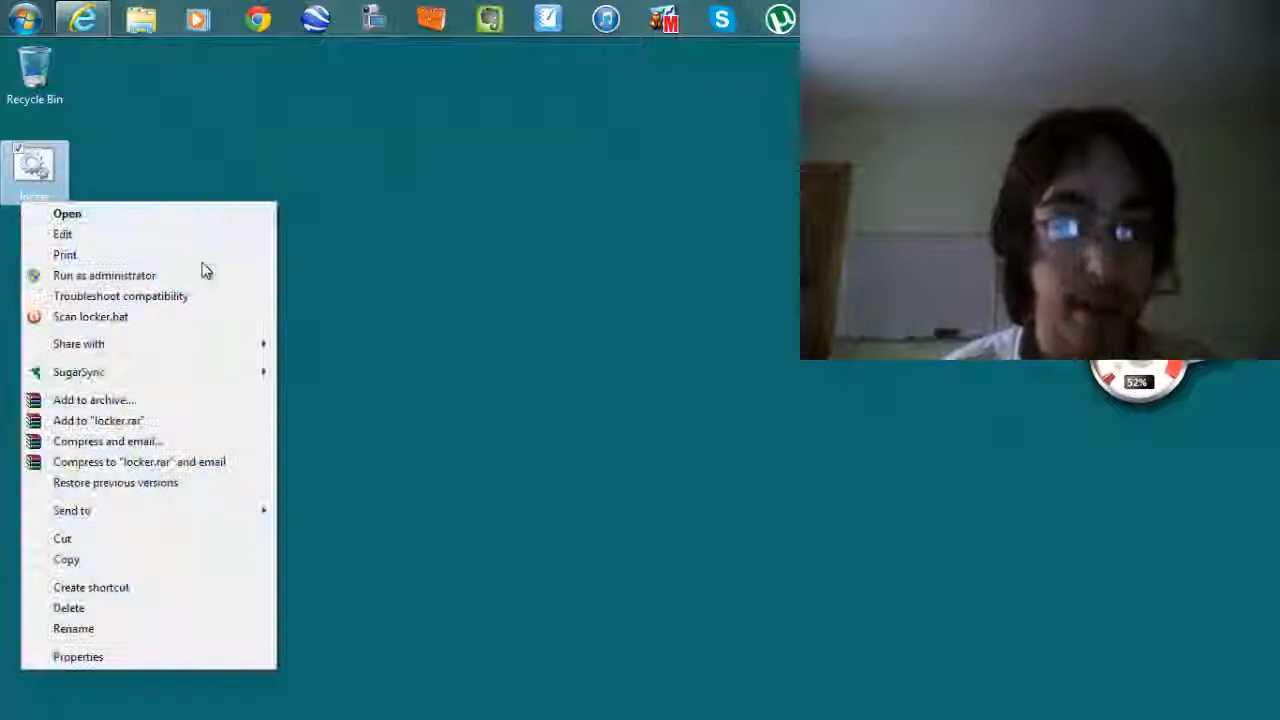 Recycle Bin
locker
Open
Edit
Print
Run as administrator
Troubleshoot compatibility
Scan locker.bat
Share with
SugarSync
Add to archive...
Add to "locker.rar"
Compress and email...
Compress to "locker.rar" and email
Restore previous versions
Send to
Cut
Copy
Create shortcut
Delete
Rename
Properties
52%